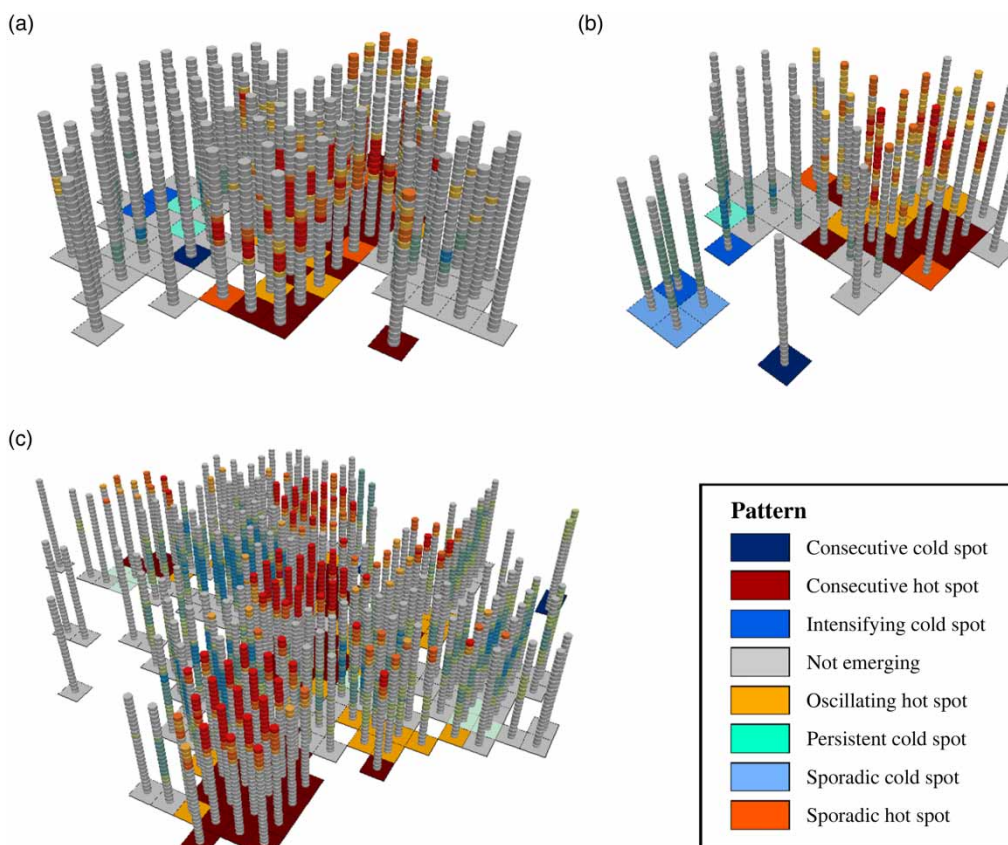 (a)
(b)
(c)
Pattern
Consecutive cold spot
Consecutive hot spot
Intensifying cold spot
Not emerging
Oscillating hot spot
Persistent cold spot
Sporadic cold spot
Sporadic hot spot